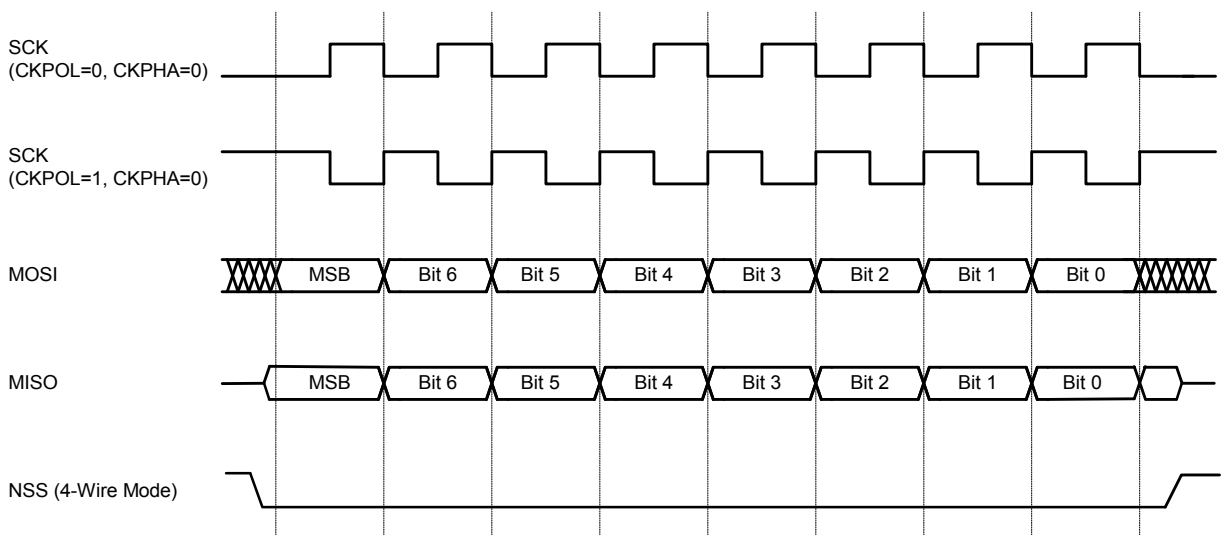 SCK
(CKPOL=0, CKPHA=0)
SCK
(CKPOL=1, CKPHA=0)
MOSI MSB Bit 6 Bit 5 Bit 4 Bit 3 Bit 2 Bit 1 Bit 0
MISO MSB Bit 6 Bit 5 Bit 4 Bit 3 Bit 2 Bit 1 Bit 0
NSS (4-Wire Mode)